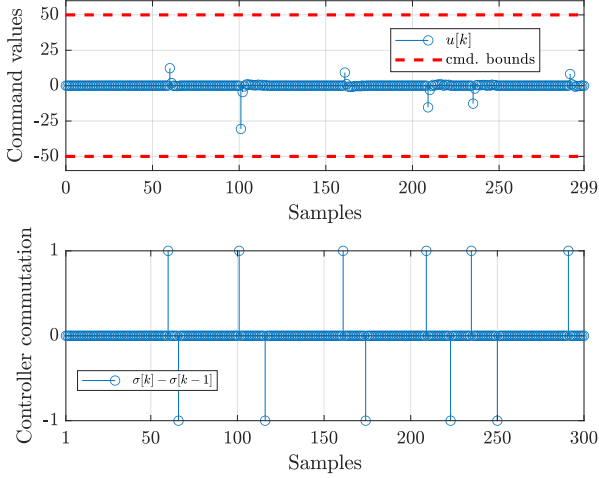 50
25
0
-25
-50
Command values
u[k]
cmd. bounds
0 50 100 150 200 250 299
Samples
1
0
-1
Controller commutation
σ[k] − σ[k − 1]
1 50 100 150 200 250 300
Samples